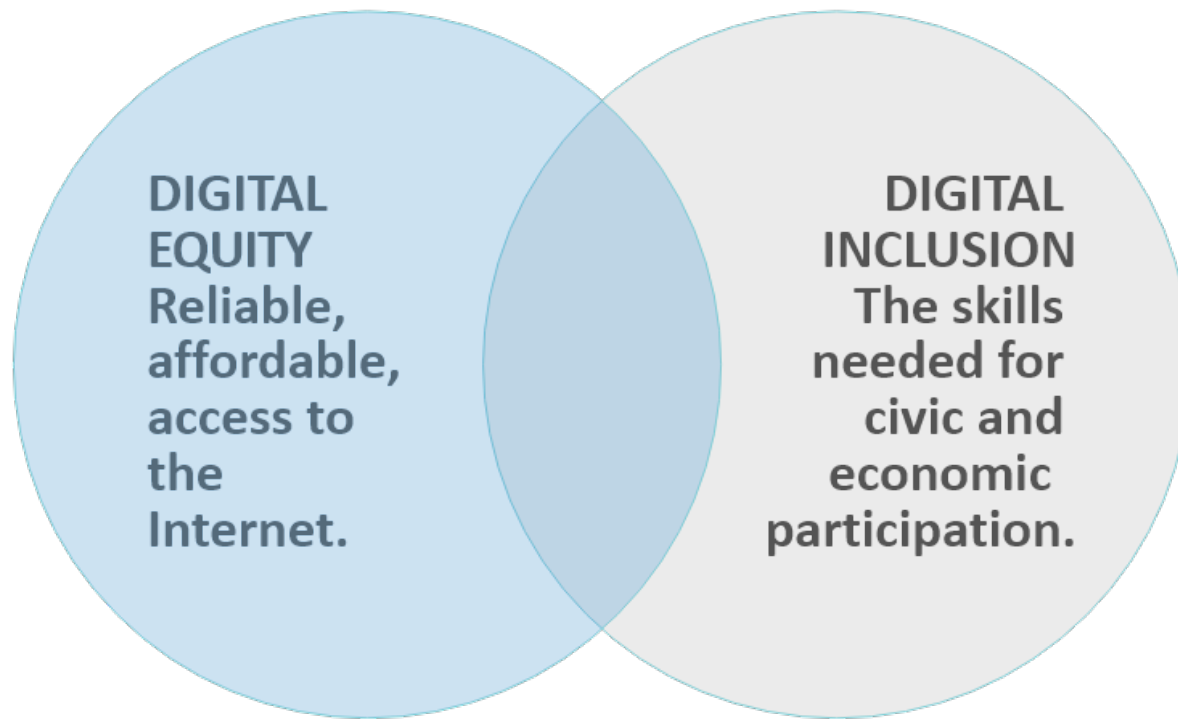 DIGITAL
EQUITY
Reliable,
affordable,
access to
the
Internet.
DIGITAL
INCLUSION
The skills
needed for
civic and
economic
participation.